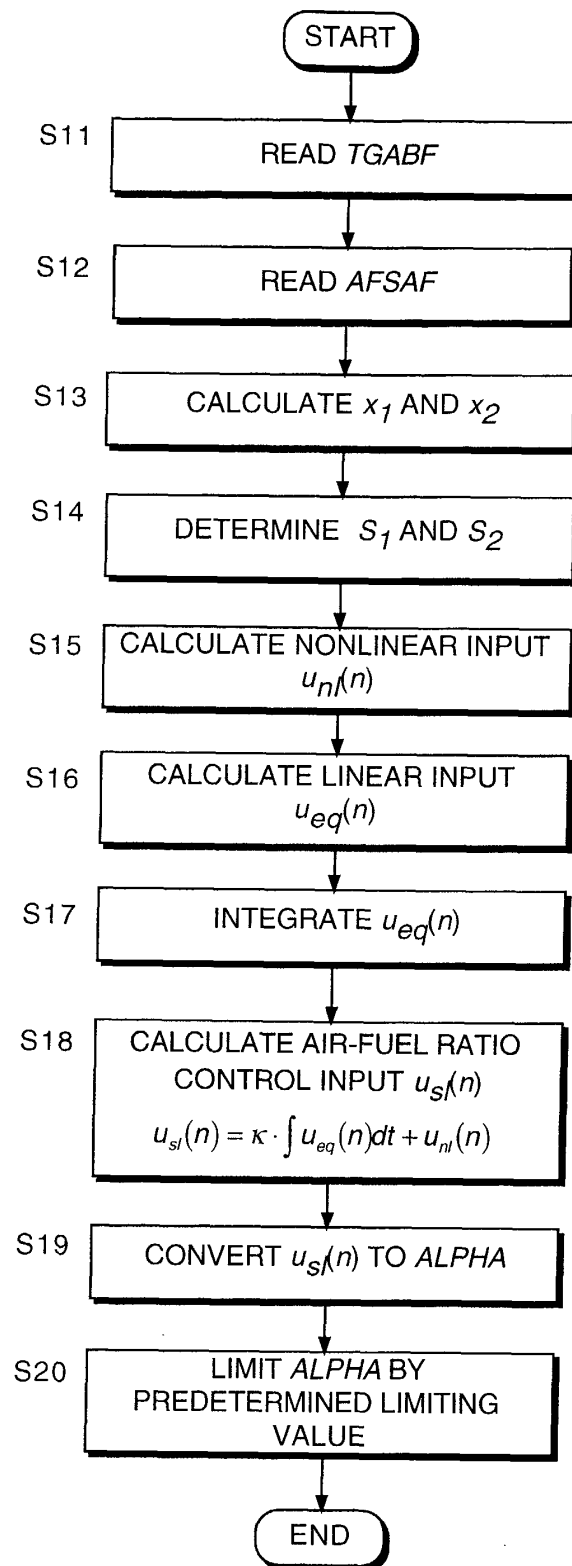 START
S11
READ TGABF
S12
READ AFSAF
S13
CALCULATE x1 AND x2
S14
DETERMINE S1 AND S2
S15
CALCULATE NONLINEAR INPUT
unl(n)
S16
CALCULATE LINEAR INPUT
ueq(n)
S17
INTEGRATE ueq(n)
S18
CALCULATE AIR-FUEL RATIO
CONTROL INPUT usl(n)
usl(n) = κ · ∫ ueq(n)dt + unl(n)
S19
CONVERT usl(n) TO ALPHA
S20
LIMIT ALPHA BY
PREDETERMINED LIMITING
VALUE
END